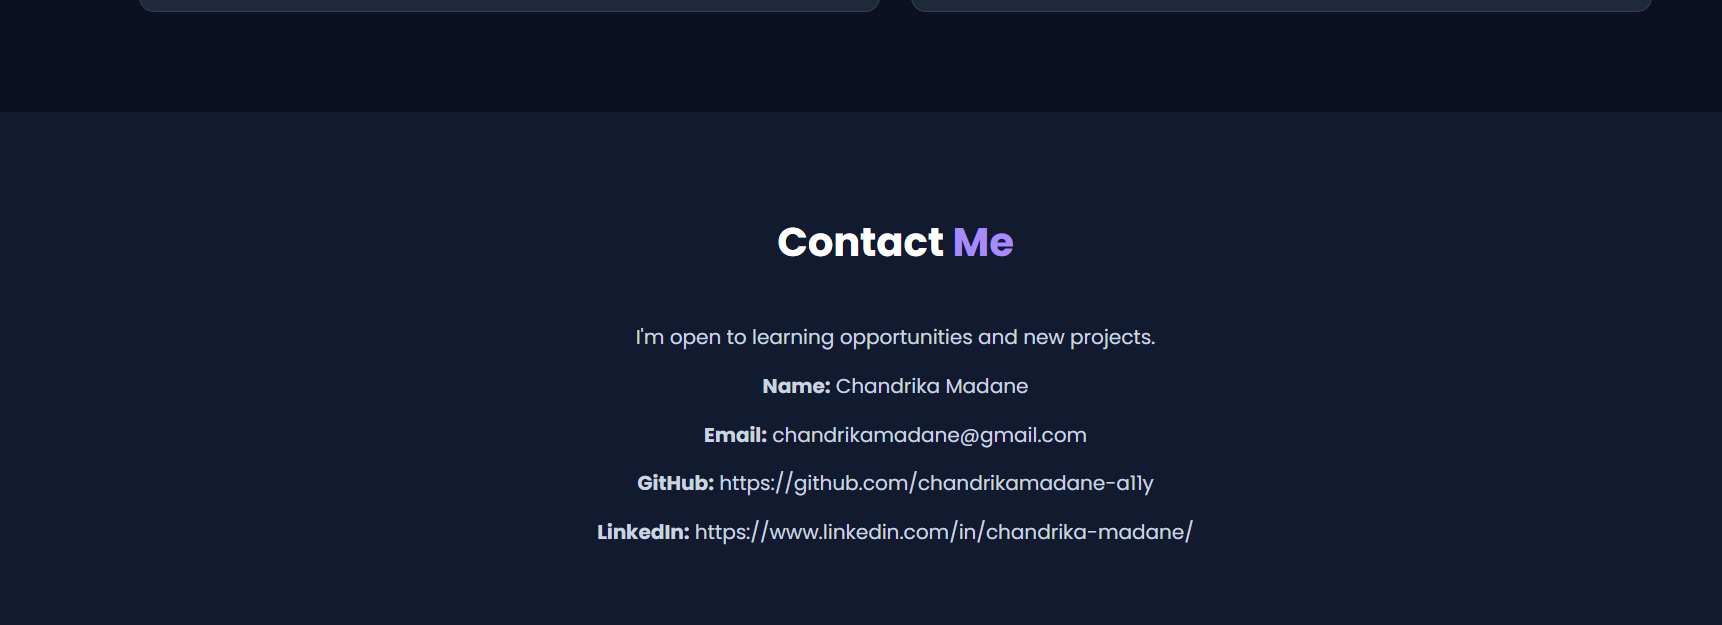 Contact Me
I'm open to learning opportunities and new projects.
Name: Chandrika Madane
Email: chandrikamadane@gmail.com
GitHub: https://github.com/chandrikamadane-a11y
LinkedIn: https://www.linkedin.com/in/chandrika-madane/